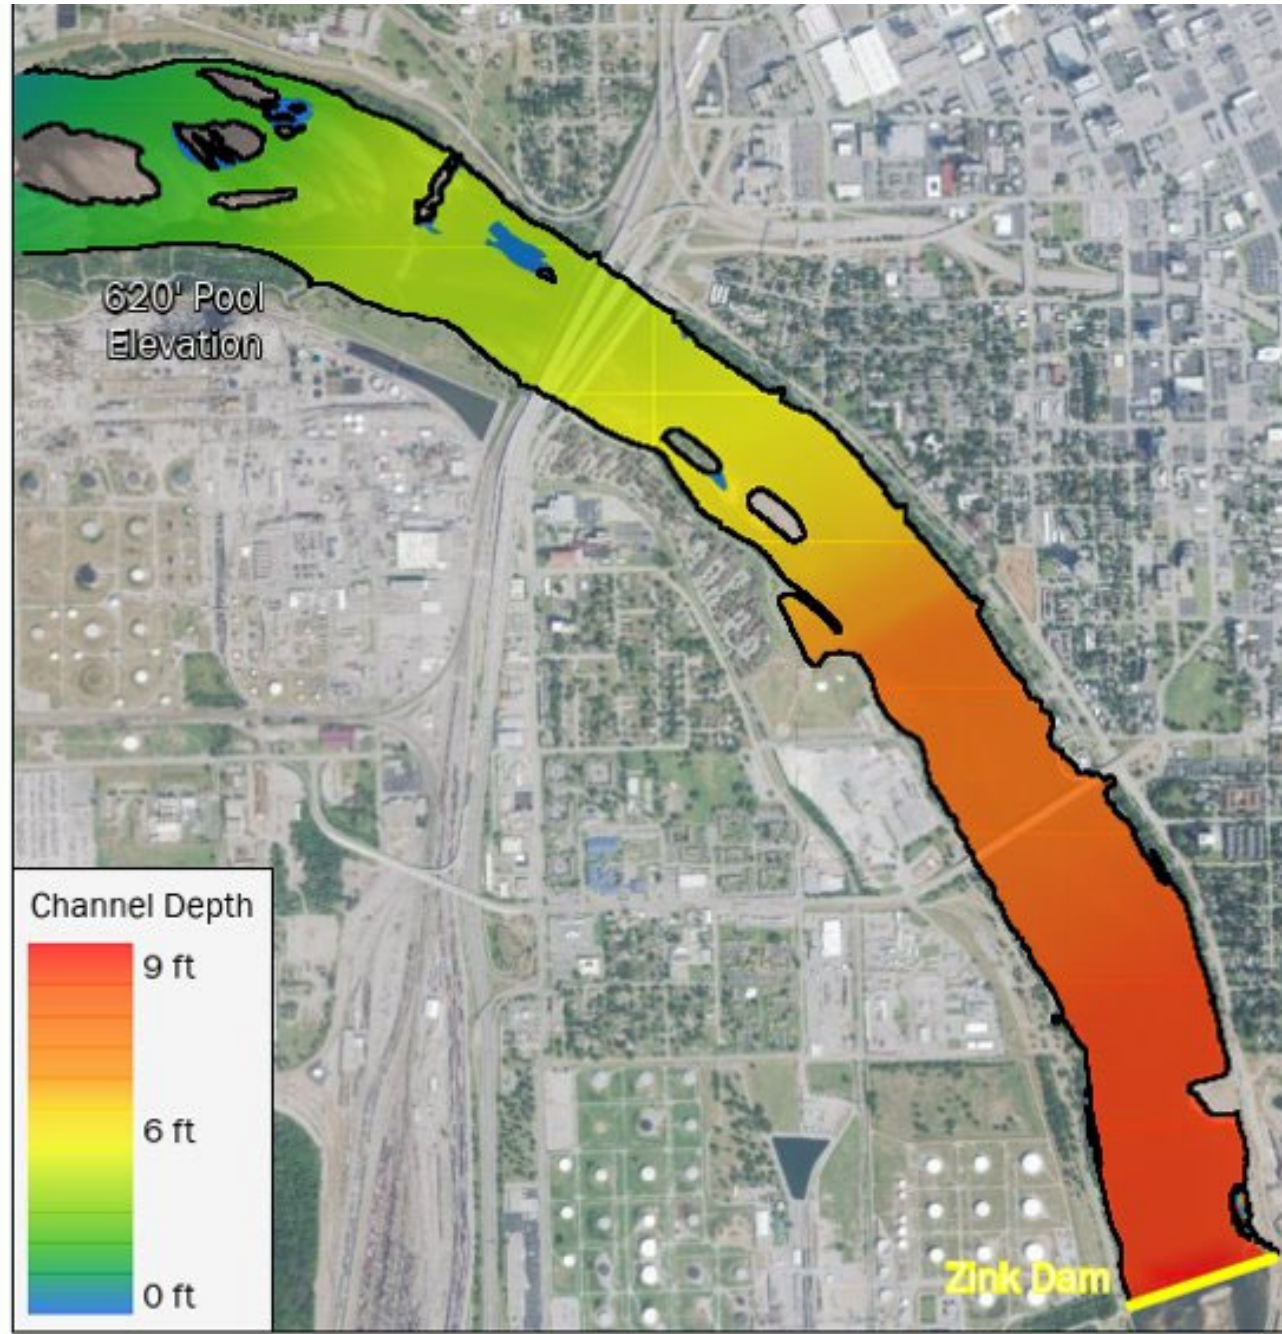 620' Pool
Elevation
Channel Depth
9 ft
6 ft
0 ft
Zink Dam